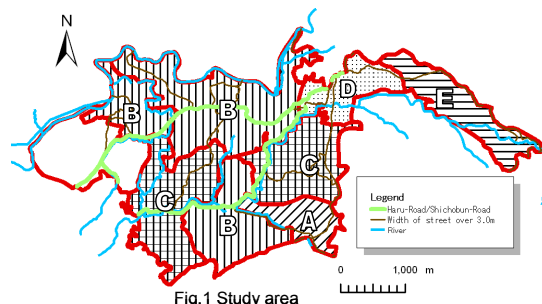 N
B
B
D
E
C
C
B
A
Legend
Haru-Road/Shichobun-Road
Width of street over 3.0m
River
0 1,000 m
Fig.1 Study area